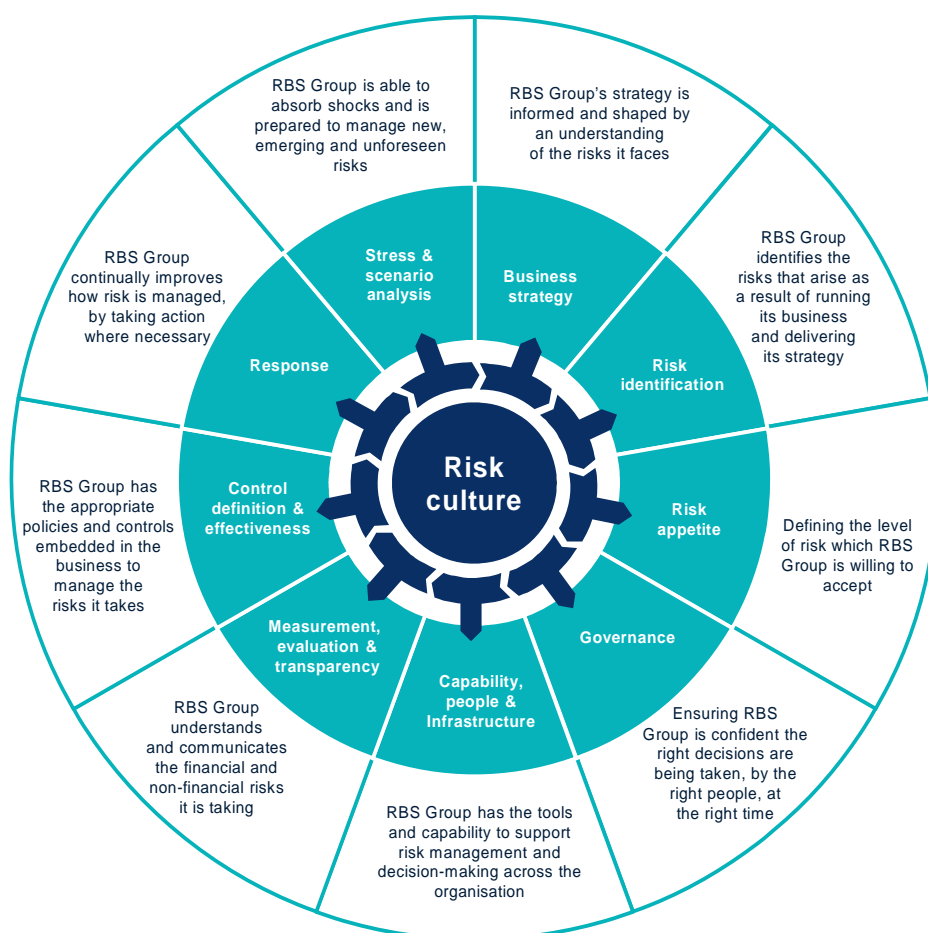 RBS Group is able to
absorb shocks and is
prepared to manage new,
emerging and unforeseen
risks
RBS Group's strategy is
informed and shaped by
an understanding
of the risks it faces
RBS Group
identifies the
risks that arise as
a result of running
its business
and delivering
its strategy
Defining the level
of risk which RBS
Group is willing to
accept
Ensuring RBS
Group is confident the
right decisions are
being taken, by the
right people, at
the right time
RBS Group has the tools
and capability to support
risk management and
decision-making across the
organisation
RBS Group
understands
and communicates
the financial and
non-financial risks
it is taking
RBS Group has
the appropriate
policies and controls
embedded in the
business to
manage the
risks it takes
RBS Group
continually improves
how risk is managed,
by taking action
where necessary
Stress &
scenario
analysis
Business
strategy
Risk
identification
Risk
appetite
Governance
Capability,
people &
Infrastructure
Measurement,
evaluation &
transparency
Control
definition &
effectiveness
Response
Risk
culture